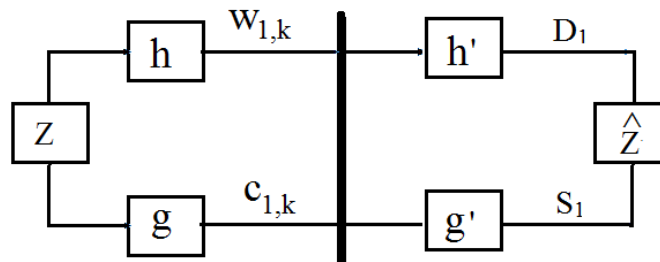 h w₁,ₖ h' D₁
Z Ẑ
g c₁,ₖ g' S₁